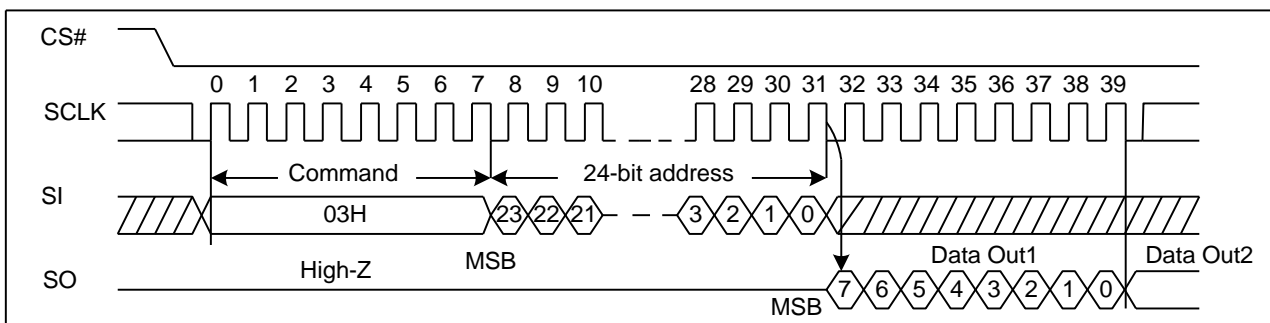 CS#
0 1 2 3 4 5 6 7 8 9 10 28 29 30 31 32 33 34 35 36 37 38 39
SCLK
Command 24-bit address
SI 03H 23 22 21 3 2 1 0
High-Z MSB Data Out1 Data Out2
SO MSB 7 6 5 4 3 2 1 0